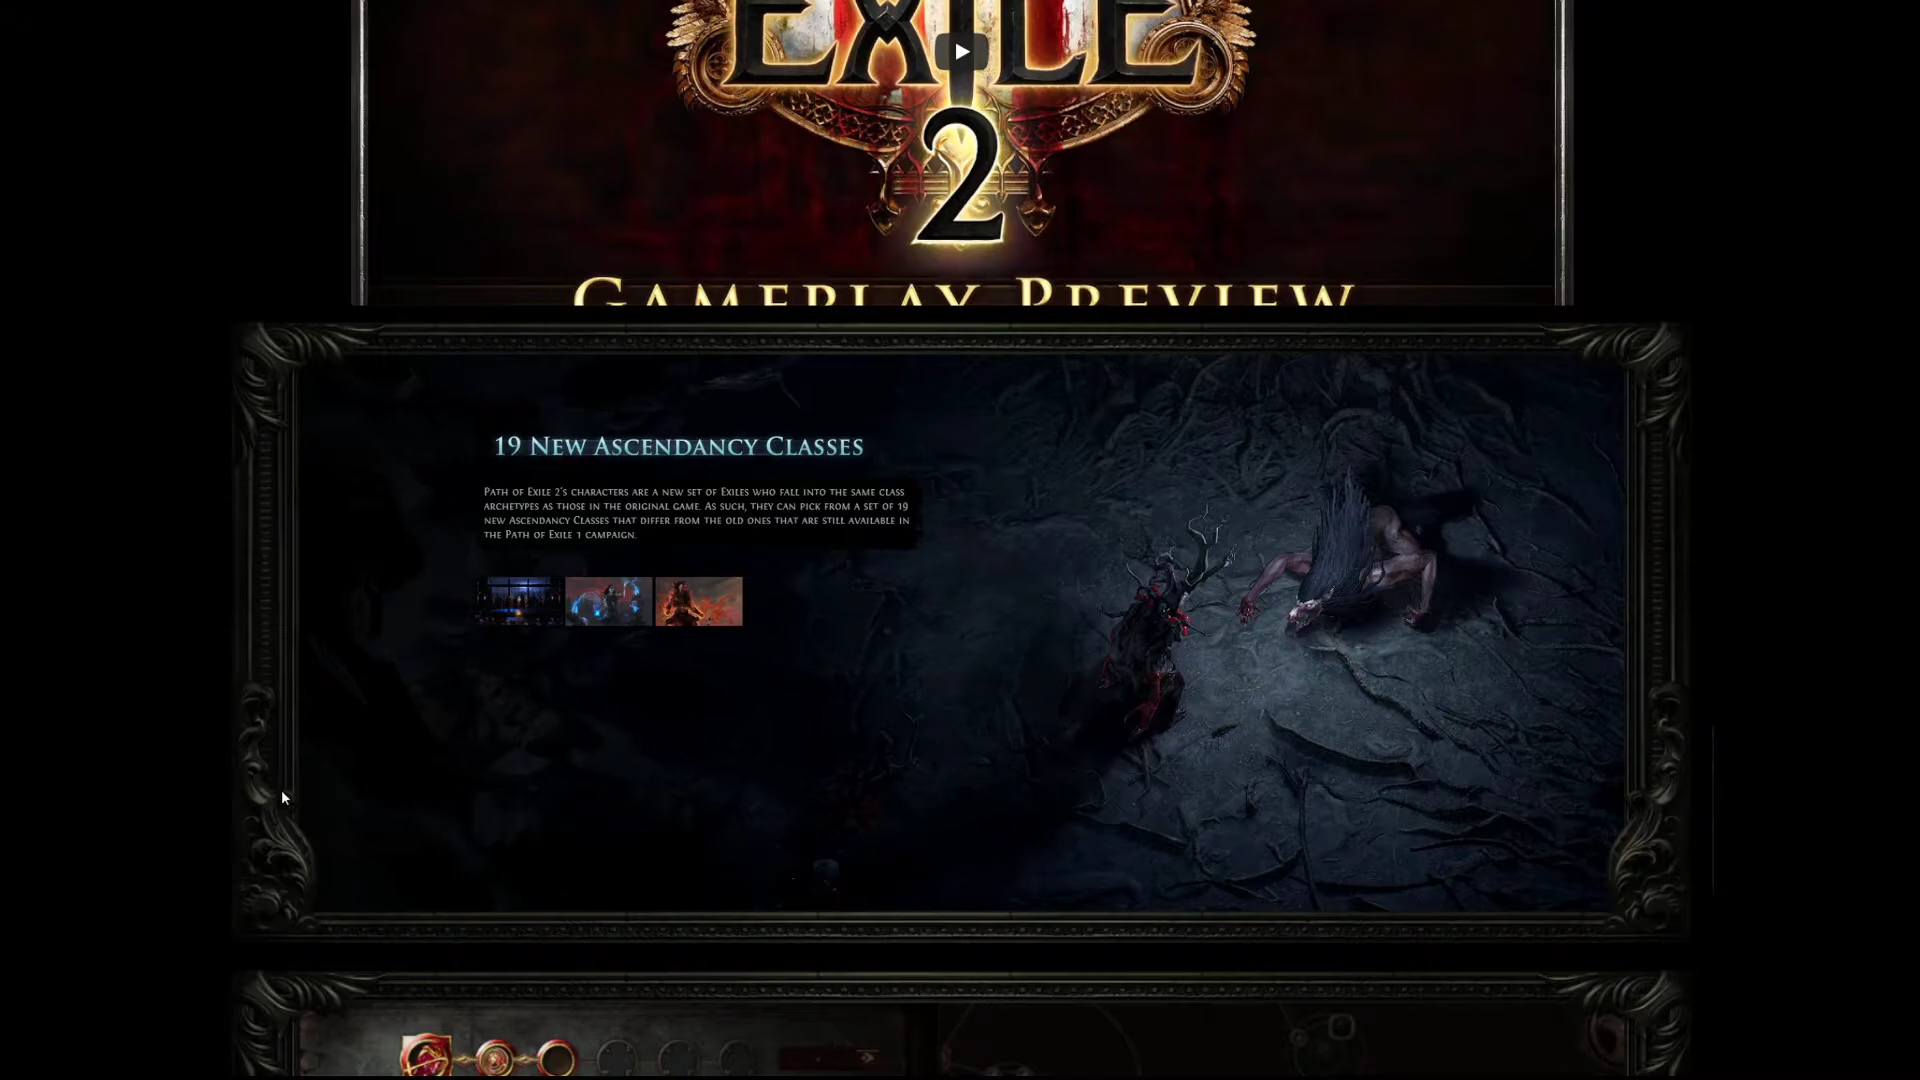 EXILE
2
GAMEPLAY PREVIEW
19 NEW ASCENDANCY CLASSES
PATH OF EXILE 2'S CHARACTERS ARE A NEW SET OF EXILES WHO FALL INTO THE SAME CLASS
ARCHETYPES AS THOSE IN THE ORIGINAL GAME. AS SUCH, THEY CAN PICK FROM A SET OF 19
NEW ASCENDANCY CLASSES THAT DIFFER FROM THE OLD ONES THAT ARE STILL AVAILABLE IN
THE PATH OF EXILE 1 CAMPAIGN.